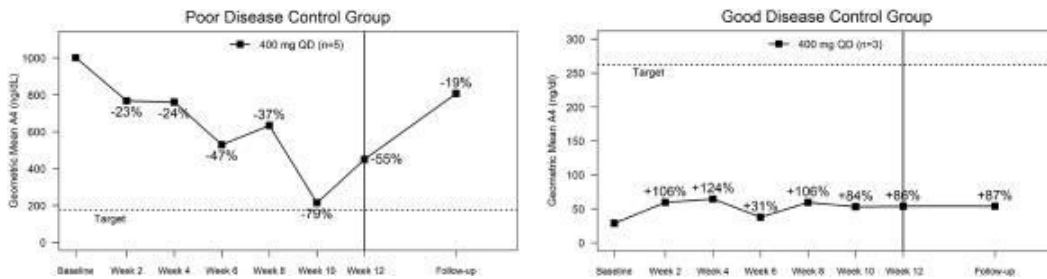 Poor Disease Control Group
400 mg QD (n=5)
Geometric Mean A4 (ng/dL)
1000
800
600
400
200
0
-23%
-24%
-47%
-37%
-79%
-55%
-19%
Target
Baseline Week 2 Week 4 Week 6 Week 8 Week 10 Week 12 Follow-up
Good Disease Control Group
400 mg QD (n=3)
Geometric Mean A4 (ng/dl)
300
250
200
150
100
50
0
Target
+106%
+124%
+31%
+106%
+84%
+86%
+87%
Baseline Week 2 Week 4 Week 6 Week 8 Week 10 Week 12 Follow-up